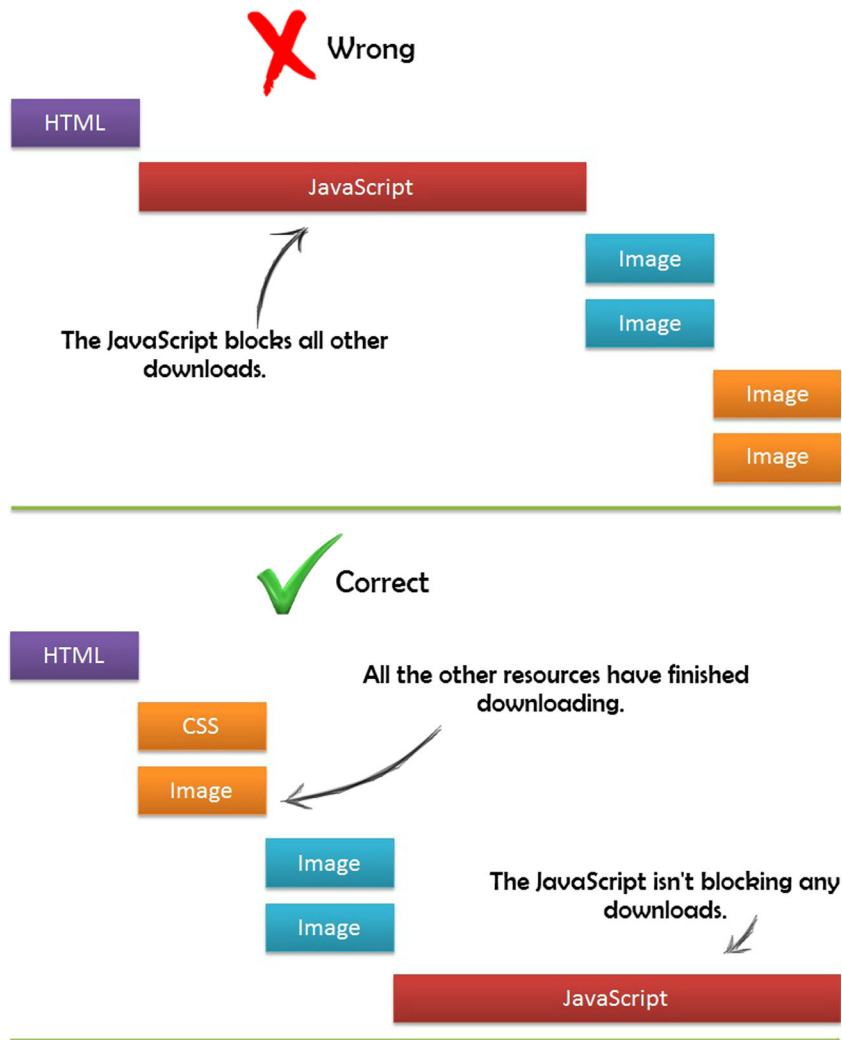 Wrong
HTML
JavaScript
Image
Image
The JavaScript blocks all other
downloads.
Image
Image
Correct
HTML
All the other resources have finished
downloading.
CSS
Image
Image
Image
The JavaScript isn't blocking any
downloads.
JavaScript